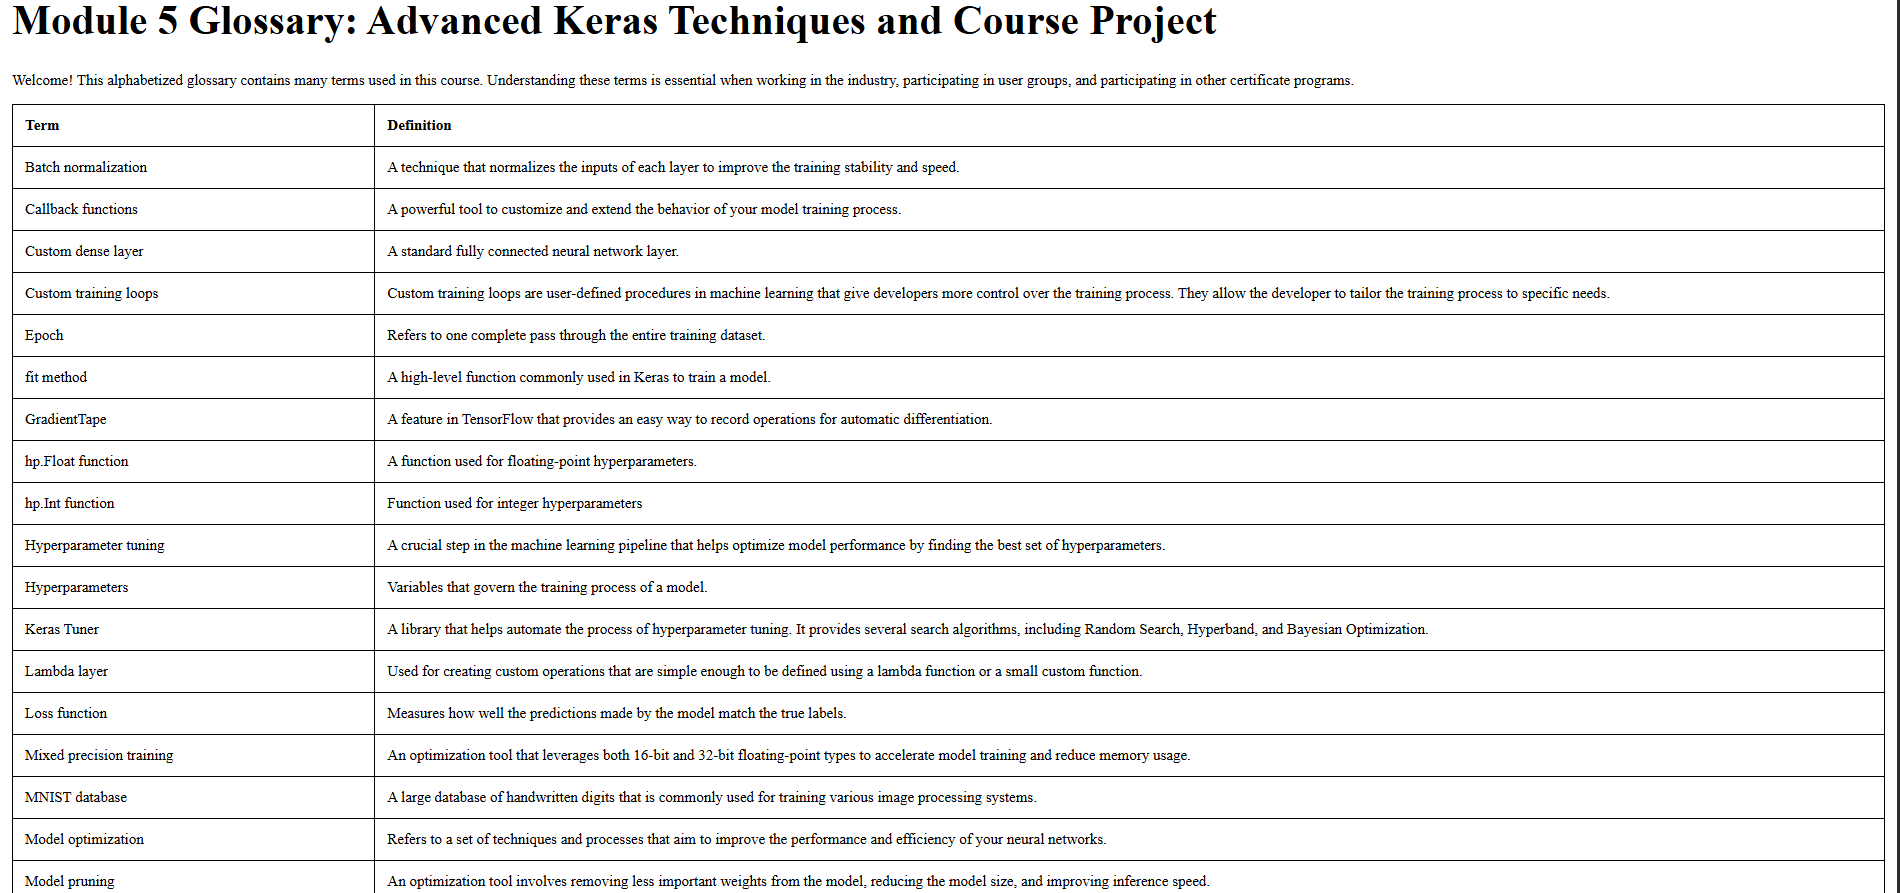 Module 5 Glossary: Advanced Keras Techniques and Course Project
Welcome! This alphabetized glossary contains many terms used in this course. Understanding these terms is essential when working in the industry, participating in user groups, and participating in other certificate programs.
Term Definition
Batch normalization A technique that normalizes the inputs of each layer to improve the training stability and speed.
Callback functions A powerful tool to customize and extend the behavior of your model training process.
Custom dense layer A standard fully connected neural network layer.
Custom training loops Custom training loops are user-defined procedures in machine learning that give developers more control over the training process. They allow the developer to tailor the training process to specific needs.
Epoch Refers to one complete pass through the entire training dataset.
fit method A high-level function commonly used in Keras to train a model.
GradientTape A feature in TensorFlow that provides an easy way to record operations for automatic differentiation.
hp.Float function A function used for floating-point hyperparameters.
hp.Int function Function used for integer hyperparameters
Hyperparameter tuning A crucial step in the machine learning pipeline that helps optimize model performance by finding the best set of hyperparameters.
Hyperparameters Variables that govern the training process of a model.
Keras Tuner A library that helps automate the process of hyperparameter tuning. It provides several search algorithms, including Random Search, Hyperband, and Bayesian Optimization.
Lambda layer Used for creating custom operations that are simple enough to be defined using a lambda function or a small custom function.
Loss function Measures how well the predictions made by the model match the true labels.
Mixed precision training An optimization tool that leverages both 16-bit and 32-bit floating-point types to accelerate model training and reduce memory usage.
MNIST database A large database of handwritten digits that is commonly used for training various image processing systems.
Model optimization Refers to a set of techniques and processes that aim to improve the performance and efficiency of your neural networks.
Model pruning An optimization tool involves removing less important weights from the model, reducing the model size, and improving inference speed.